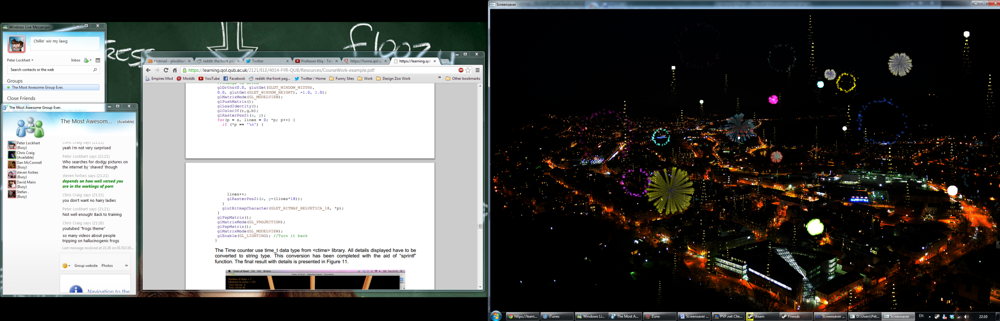 Windows Live Messenger
Chillin' wiv my lawg
Peter Lockhart
Inbox
Search contacts or the web
Groups
The Most Awesome Group Ever.
Close Friends
The Most Awesome Group Ever.
The Most Awesom... (Available)
Peter Lockhart
(Busy)
Chris Craig
(Available)
Dan McConnell
(Busy)
steven forbes
(Busy)
David Mairs
(Busy)
Stefan .
(Busy)
Chris Craig says (21:21)
yeah i'm not very surprised
Peter Lockhart says (21:21)
Who searches for dodgy pictures on
the internet by 'shaved' though
steven forbes says (21:21)
depends on how well versed you
are in the workings of porn
Chris Craig says (21:21)
you don't want no hairy ladies
Peter Lockhart says (21:21)
Not well enough! Back to training
Chris Craig says (21:26)
youtubed "frogs theme"
so many videos about people
tripping on hallucinogenic frogs
Last message received at 21:26 on 01/02/20...
Group website Photos »
Navigation to the
floozy
Hotmail - plockhart
reddit: the front pag
Twitter
Professor Kliq - Ter
https://home.qol.q
https://learning.qol
https://learning.qol.qub.ac.uk/2121/ELE/4014-FYR-QUB/Resources/CourseWork-example.pdf
Empires Mod Moddb YouTube Facebook reddit: the front pag... Twitter / Home Funny Sites Work Design Zoo Work » Other bookmarks
//Change to Ortho
glOrtho(0.0, glutGet(GLUT_WINDOW_WIDTH),
0.0, glutGet(GLUT_WINDOW_HEIGHT), -1.0, 1.0);
glMatrixMode(GL_MODELVIEW);
glPushMatrix();
glLoadIdentity();
glColor3f(r,g,b);
glRasterPos2i(x, y);
for(p = s, lines = 0; *p; p++) {
if (*p == '\n') {
lines++;
glRasterPos2i(x, y-(lines*18));
}
glutBitmapCharacter(GLUT_BITMAP_HELVETICA_18, *p);
}
glPopMatrix();
glMatrixMode(GL_PROJECTION);
glPopMatrix();
glMatrixMode(GL_MODELVIEW);
glEnable(GL_LIGHTING); //Turn it back
}
The Time counter use time_t data type from <ctime> library. All details displayed have to be
converted to string type. This conversion has been completed with the aid of "sprintf"
function. The final result with details is presented in Figure 11.
Tower of Hanoi File Edit Window
Tue 21:41
Number of disks = 7
Minimum to solve = 127
Your moves: 4
Time: 00:00:45
Screensaver
https://learn...
iTunes
Windows Li...
The Most A...
Zune
Screensaver ...
PVP.net Clie...
Steam
Friends
Screensaver ...
D:\Users\Pet...
Screensaver
EN
22:10